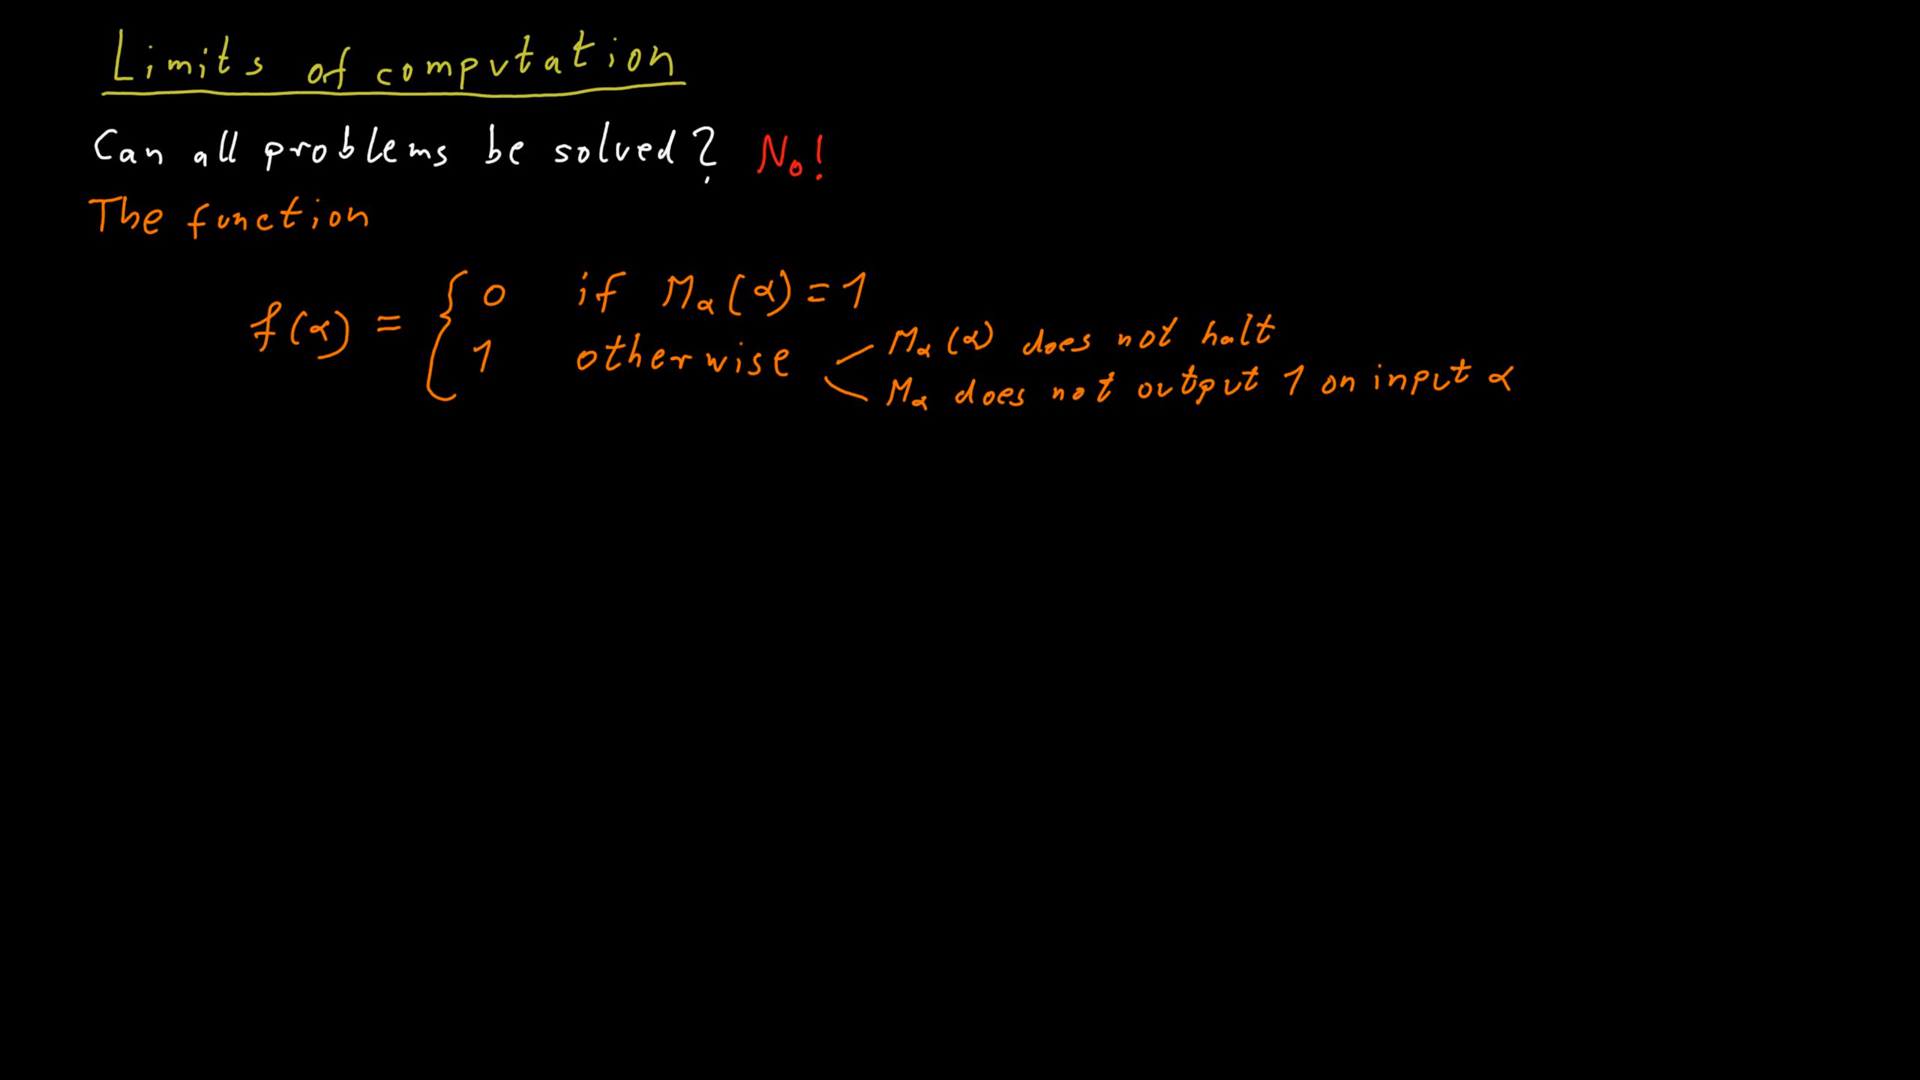 Limits of computation
Can all problems be solved? No!
The function
f(α) = { 0 if Mα(α) = 1
1 otherwise
Mα(α) does not halt
Mα does not output 1 on input α